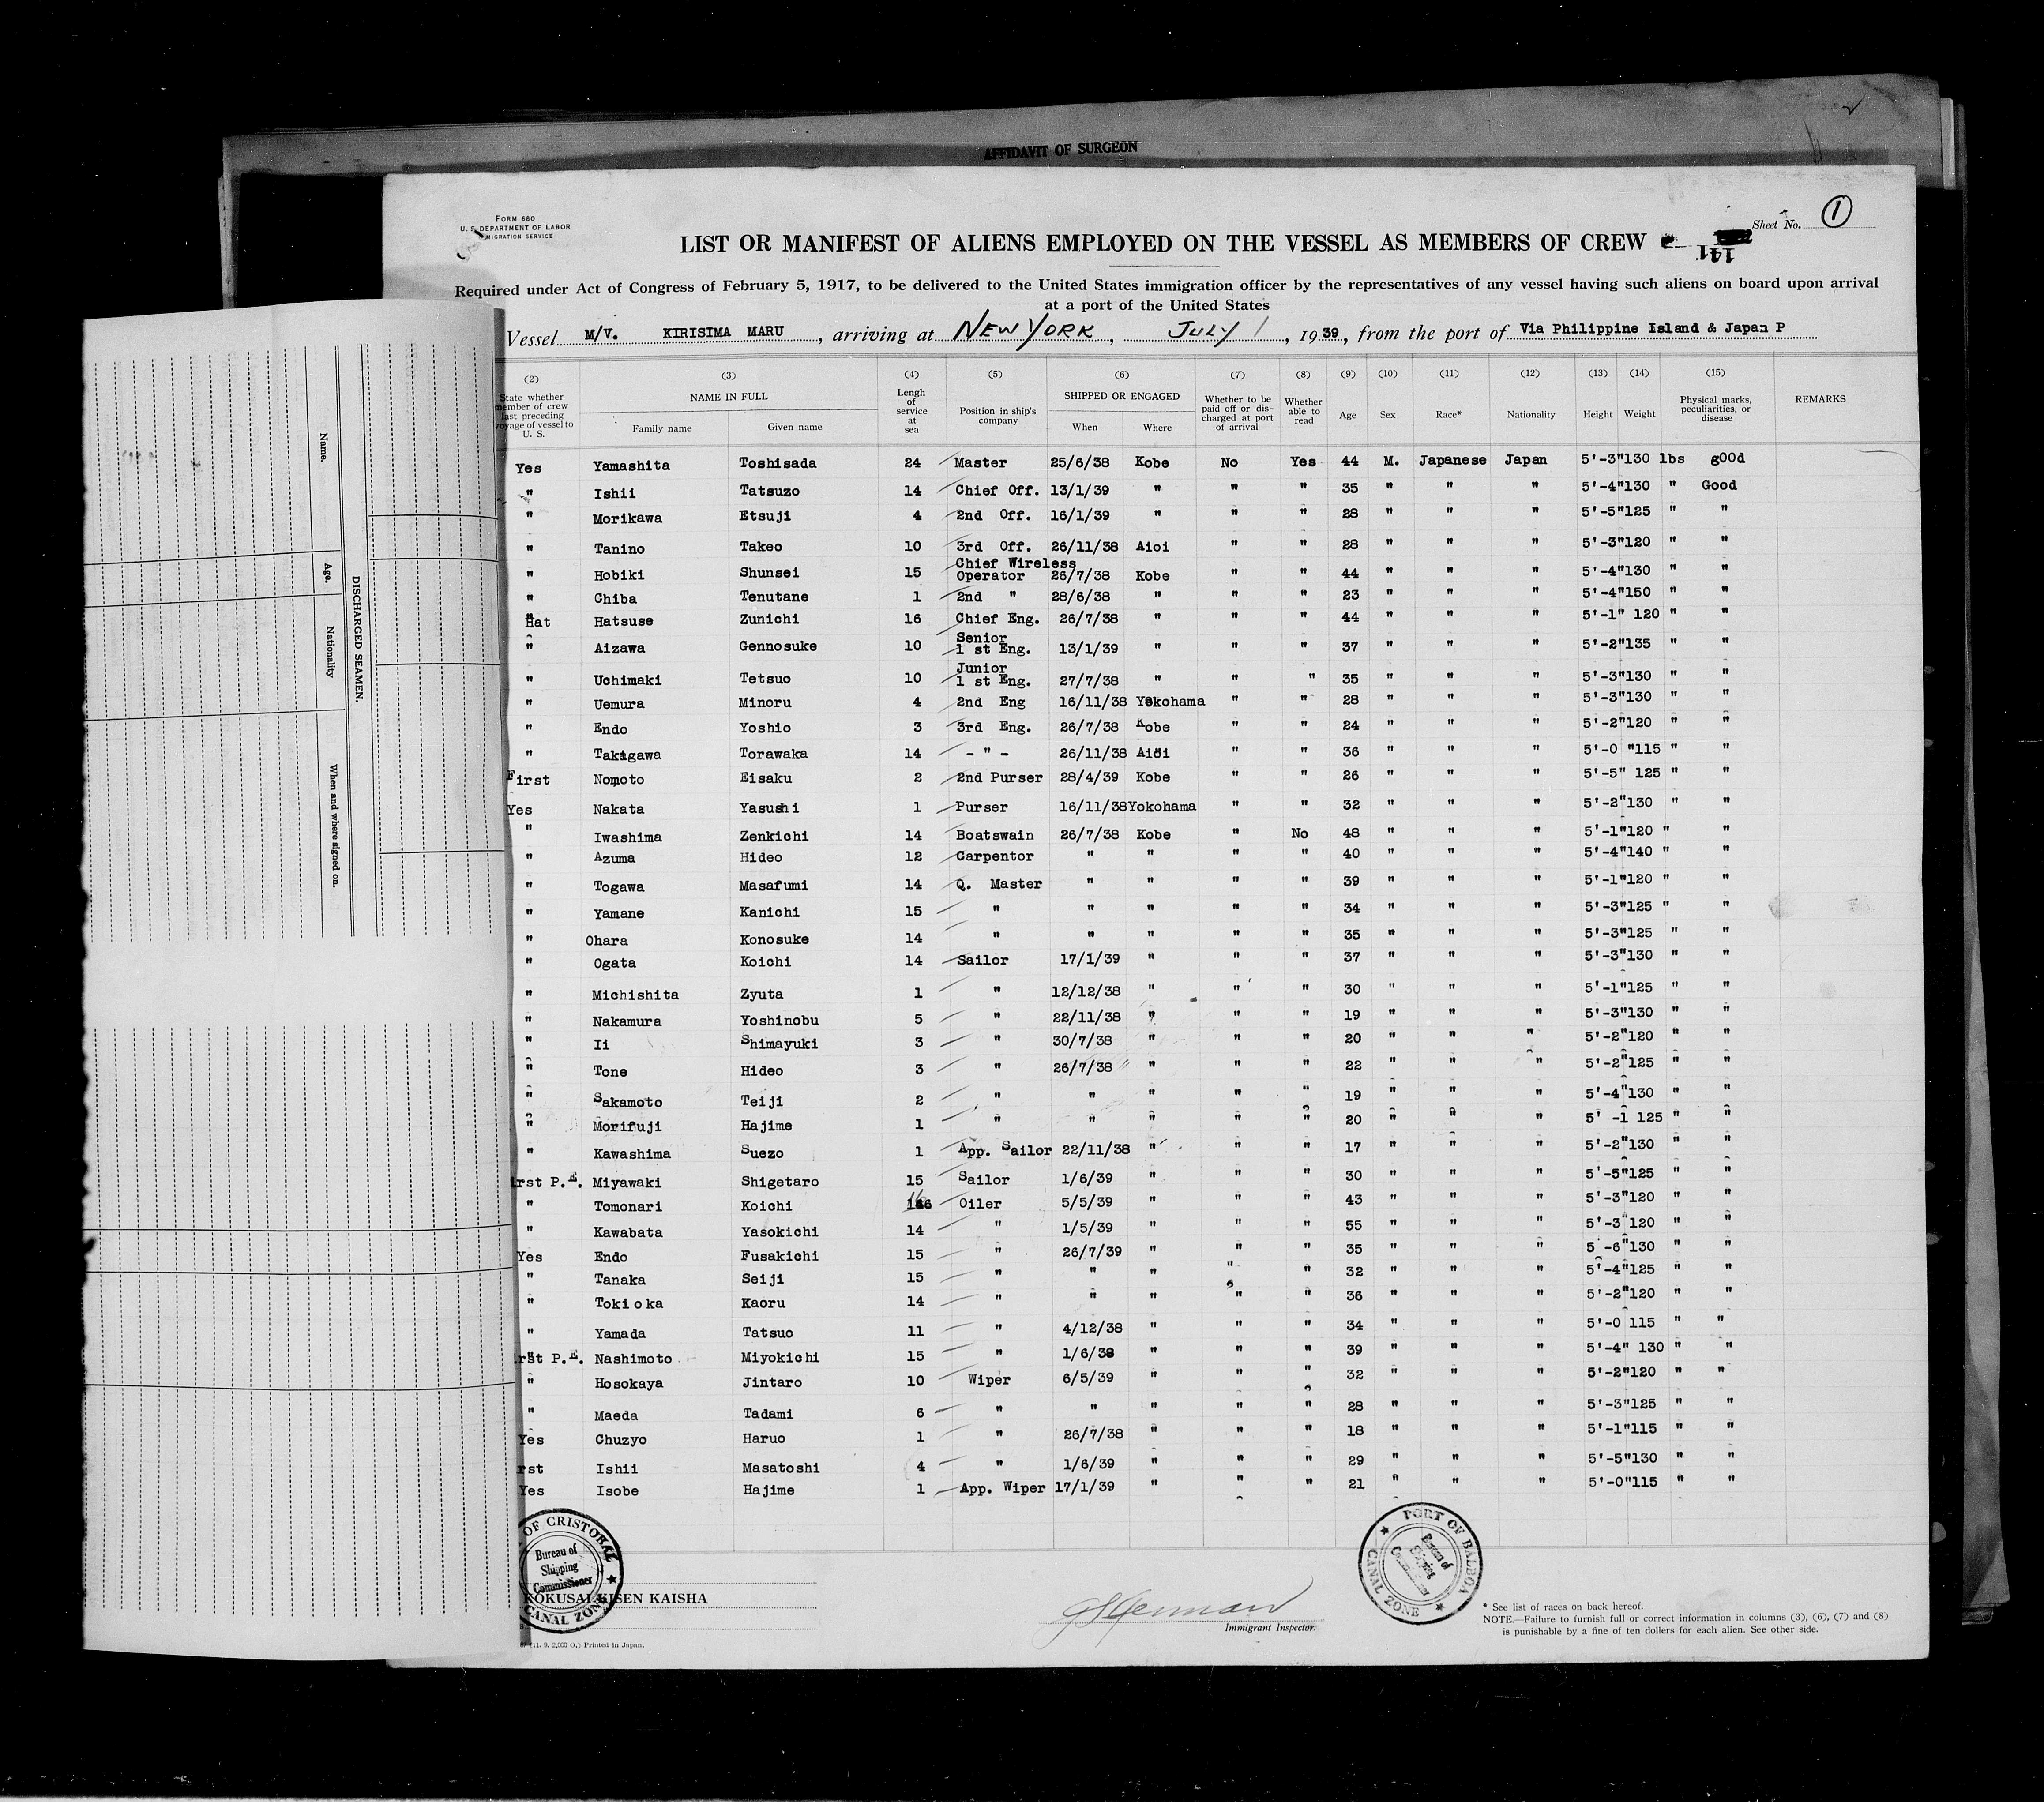 AFFIDAVIT OF SURGEON
FORM 680
U. S. DEPARTMENT OF LABOR
MIGRATION SERVICE
Sheet No. 1
LIST OR MANIFEST OF ALIENS EMPLOYED ON THE VESSEL AS MEMBERS OF CREW
141
Required under Act of Congress of February 5, 1917, to be delivered to the United States immigration officer by the representatives of any vessel having such aliens on board upon arrival
at a port of the United States
Vessel M/V. KIRISIMA MARU, arriving at NEW YORK, JULY 1, 1939, from the port of Via Philippine Island & Japan P
(2) (3) (4) (5) (6) (7) (8) (9) (10) (11) (12) (13) (14) (15)
State whether member of crew last preceding voyage of vessel to U. S. NAME IN FULL Family name Given name Lengh of service at sea Position in ship's company SHIPPED OR ENGAGED When Where Whether to be paid off or discharged at port of arrival Whether able to read Age Sex Race* Nationality Height Weight Physical marks, peculiarities, or disease REMARKS
Yes Yamashita Toshisada 24 Master 25/6/38 Kobe No Yes 44 M. Japanese Japan 5'-3" 130 lbs gOOd
" Ishii Tatsuzo 14 Chief Off. 13/1/39 " " " 35 " " " 5'-4" 130 " Good
" Morikawa Etsuji 4 2nd Off. 16/1/39 " " " 28 " " " 5'-5" 125 " "
" Tanino Takeo 10 3rd Off. 26/11/38 Aioi " " 28 " " " 5'-3" 120 " "
" Hobiki Shunsei 15 Chief Wireless Operator 26/7/38 Kobe " " 44 " " " 5'-4" 130 " "
" Chiba Tenutane 1 2nd " 28/6/38 " " " 23 " " " 5'-4" 150 " "
Hat Hatsuse Zunichi 16 Chief Eng. 26/7/38 " " " 44 " " " 5'-1" 120 " "
" Aizawa Gennosuke 10 Senior 1 st Eng. 13/1/39 " " " 37 " " " 5'-2" 135 " "
" Uchimaki Tetsuo 10 Junior 1 st Eng. 27/7/38 " " " 35 " " " 5'-3" 130 " "
" Uemura Minoru 4 2nd Eng 16/11/38 Yokohama " " 28 " " " 5'-3" 130 " "
" Endo Yoshio 3 3rd Eng. 26/7/38 Kobe " " 24 " " " 5'-2" 120 " "
" Takigawa Torawaka 14 - " - 26/11/38 Aioi " " 36 " " " 5'-0 " 115 " "
First Nomoto Eisaku 2 2nd Purser 28/4/39 Kobe " " 26 " " " 5'-5" 125 " "
Yes Nakata Yasushi 1 Purser 16/11/38 Yokohama " " 32 " " " 5'-2" 130 " "
" Iwashima Zenkichi 14 Boatswain 26/7/38 Kobe " No 48 " " " 5'-1" 120 " "
" Azuma Hideo 12 Carpentor " " " " 40 " " " 5'-4" 140 " "
" Togawa Masafumi 14 Q. Master " " " " 39 " " " 5'-1" 120 " "
" Yamane Kanichi 15 " " " " " 34 " " " 5'-3" 125 " "
" Ohara Konosuke 14 " " " " " 35 " " " 5'-3" 125 " "
" Ogata Koichi 14 Sailor 17/1/39 " " " 37 " " " 5'-3" 130 " "
" Michishita Zyuta 1 " 12/12/38 " " " 30 " " " 5'-1" 125 " "
" Nakamura Yoshinobu 5 " 22/11/38 " " " 19 " " " 5'-3" 130 " "
" Ii Shimayuki 3 " 30/7/38 " " " 20 " " " 5'-2" 120 " "
" Tone Hideo 3 " 26/7/38 " " " 22 " " " 5'-2" 125 " "
" Sakamoto Teiji 2 " " " " " 19 " " " 5'-4" 130 " "
" Morifuji Hajime 1 " " " " " 20 " " " 5' -1 125 " "
" Kawashima Suezo 1 App. Sailor 22/11/38 " " " 17 " " " 5'-2" 130 " "
irst P.E. Miyawaki Shigetaro 15 Sailor 1/6/39 " " " 30 " " " 5'-5" 125 " "
Tomonari Koichi 16 Oiler 5/5/39 " " " 43 " " " 5'-3" 120 " "
" Kawabata Yasokichi 14 " 1/5/39 " " " 55 " " " 5'-3 120 " "
Yes Endo Fusakichi 15 " 26/7/39 " " " 35 " " " 5 -6" 130 " "
" Tanaka Seiji 15 " " " " " 32 " " " 5'-4" 125 " "
" Tokioka Kaoru 14 " " " " " 36 " " " 5'-2" 120 " "
" Yamada Tatsuo 11 " 4/12/38 " " " 34 " " " 5'-0 115 " "
irst P.E. Nashimoto Miyokichi 15 " 1/6/38 " " " 39 " " " 5'-4" 130 " "
" Hosokaya Jintaro 10 Wiper 6/5/39 " " " 32 " " " 5'-2" 120 " "
" Maeda Tadami 6 " " " " " 28 " " " 5'-3" 125 " "
Yes Chuzyo Haruo 1 " 26/7/38 " " " 18 " " " 5'-1" 115 " "
rst Ishii Masatoshi 4 " 1/6/39 " " " 29 " " " 5'-5" 130 " "
Yes Isobe Hajime 1 App. Wiper 17/1/39 " " " 21 " " " 5'-0" 115 " "
OF CRISTOBAL
Bureau of
Shipping
Commissioner
CANAL ZONE
KOKUSAI KISEN KAISHA
(11. 9. 2,000 O,) Printed in Japan.
Immigrant Inspector.
PORT OF BALBOA
Bureau of
Shipping
CANAL ZONE
* See list of races on back hereof.
NOTE.—Failure to furnish full or correct information in columns (3), (6), (7) and (8)
is punishable by a fine of ten dollars for each alien. See other side.
DISCHARGED SEAMEN.
Name.
Age.
Nationality
When and where signed on.